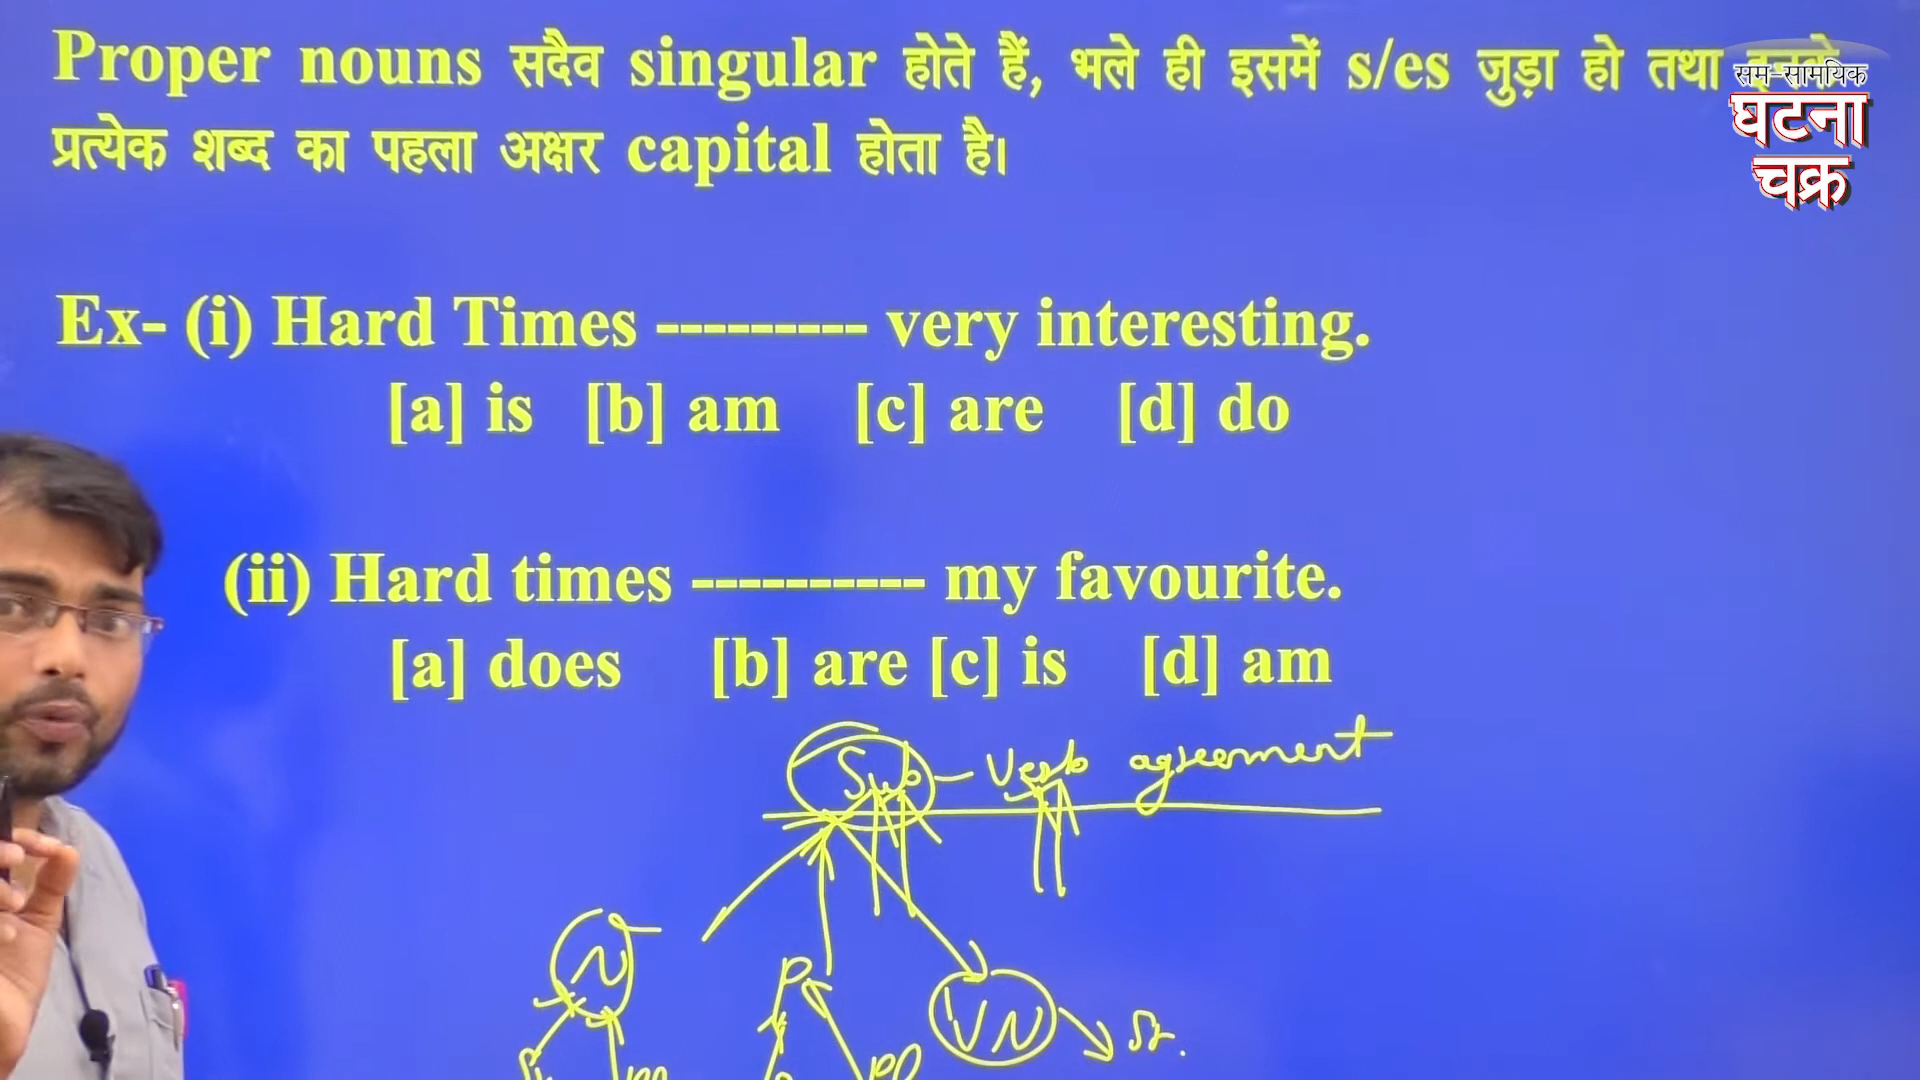 Proper nouns सदैव singular होते हैं, भले ही इसमें s/es जुड़ा हो तथा इनके
प्रत्येक शब्द का पहला अक्षर capital होता है।
सम-सामयिक
घटना
चक्र
Ex- (i) Hard Times --------- very interesting.
[a] is [b] am [c] are [d] do
(ii) Hard times ---------- my favourite.
[a] does [b] are [c] is [d] am
Sub - Verb agreement
N P VN